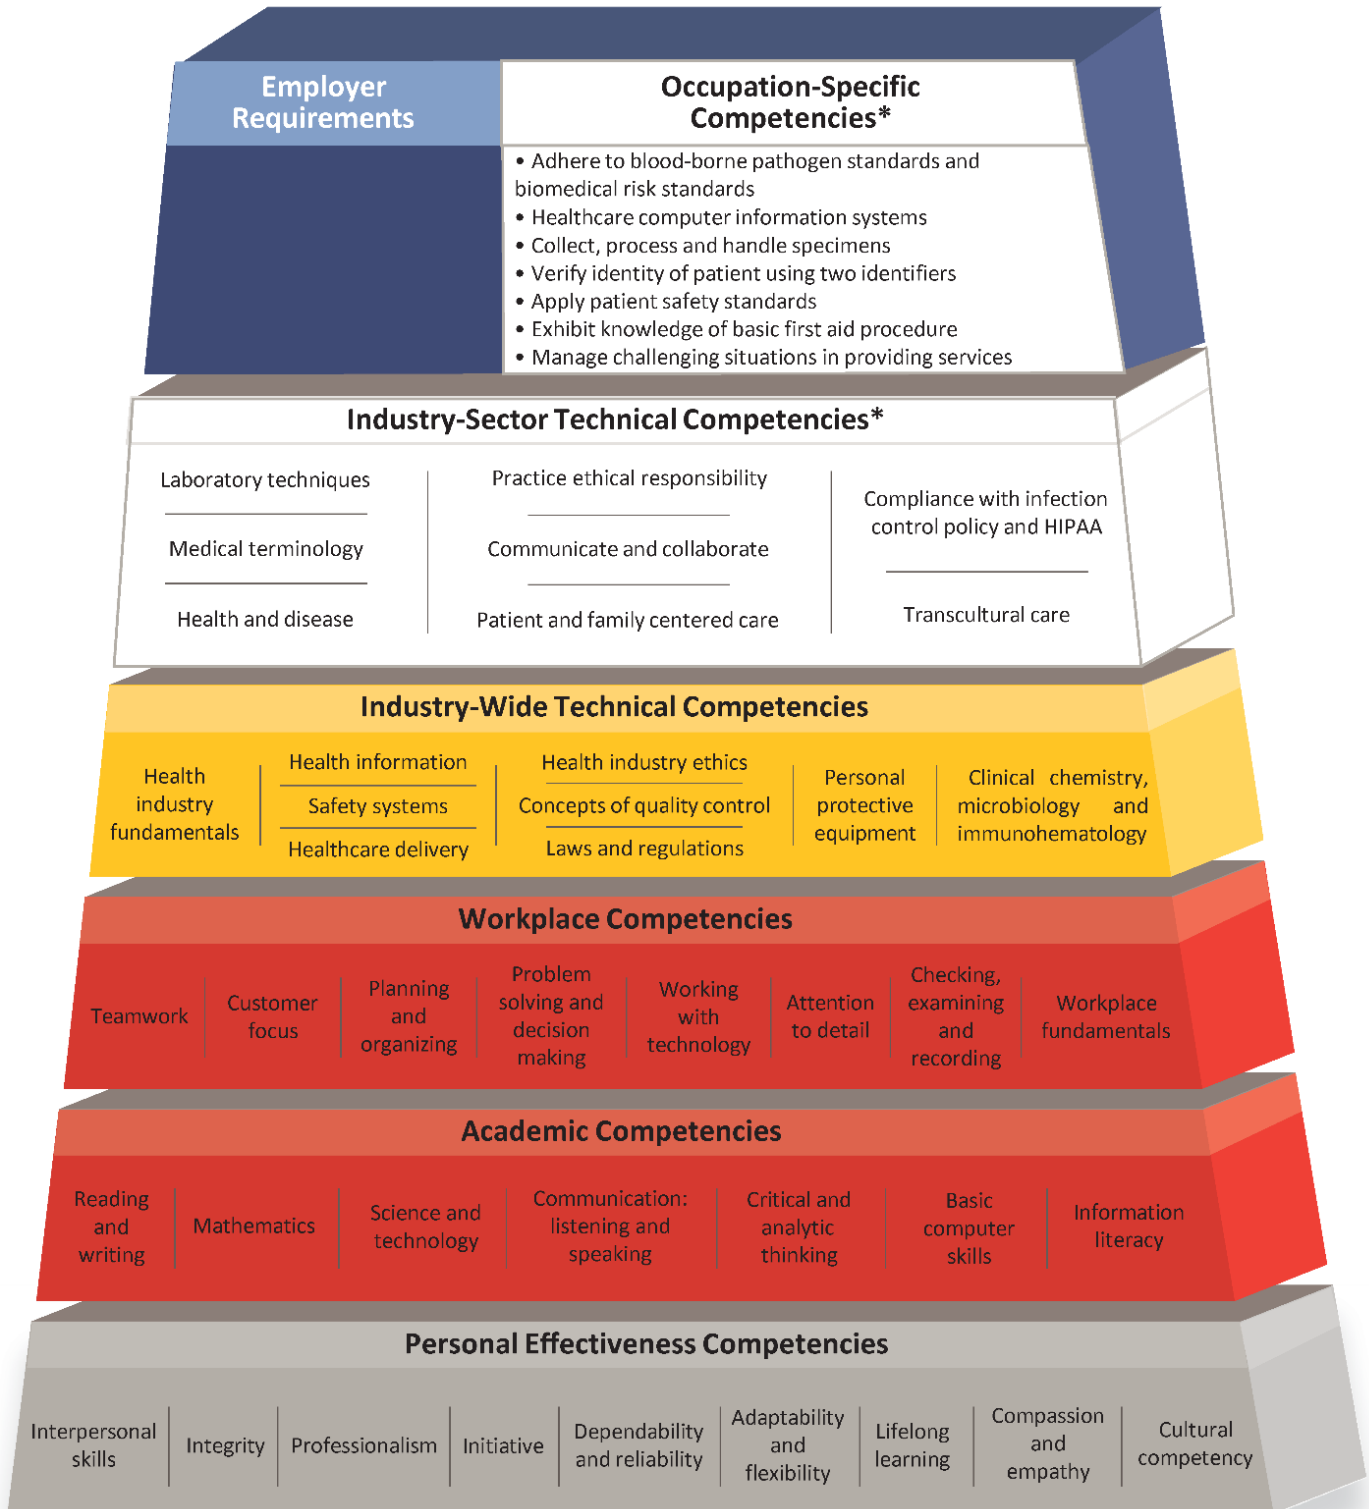 Employer
Requirements
Occupation-Specific
Competencies*
• Adhere to blood-borne pathogen standards and
biomedical risk standards
• Healthcare computer information systems
• Collect, process and handle specimens
• Verify identity of patient using two identifiers
• Apply patient safety standards
• Exhibit knowledge of basic first aid procedure
• Manage challenging situations in providing services
Industry-Sector Technical Competencies*
Laboratory techniques
Medical terminology
Health and disease
Practice ethical responsibility
Communicate and collaborate
Patient and family centered care
Compliance with infection
control policy and HIPAA
Transcultural care
Industry-Wide Technical Competencies
Health
industry
fundamentals
Health information
Safety systems
Healthcare delivery
Health industry ethics
Concepts of quality control
Laws and regulations
Personal
protective
equipment
Clinical chemistry,
microbiology and
immunohematology
Workplace Competencies
Teamwork
Customer
focus
Planning
and
organizing
Problem
solving and
decision
making
Working
with
technology
Attention
to detail
Checking,
examining
and
recording
Workplace
fundamentals
Academic Competencies
Reading
and
writing
Mathematics
Science and
technology
Communication:
listening and
speaking
Critical and
analytic
thinking
Basic
computer
skills
Information
literacy
Personal Effectiveness Competencies
Interpersonal
skills
Integrity
Professionalism
Initiative
Dependability
and reliability
Adaptability
and
flexibility
Lifelong
learning
Compassion
and
empathy
Cultural
competency